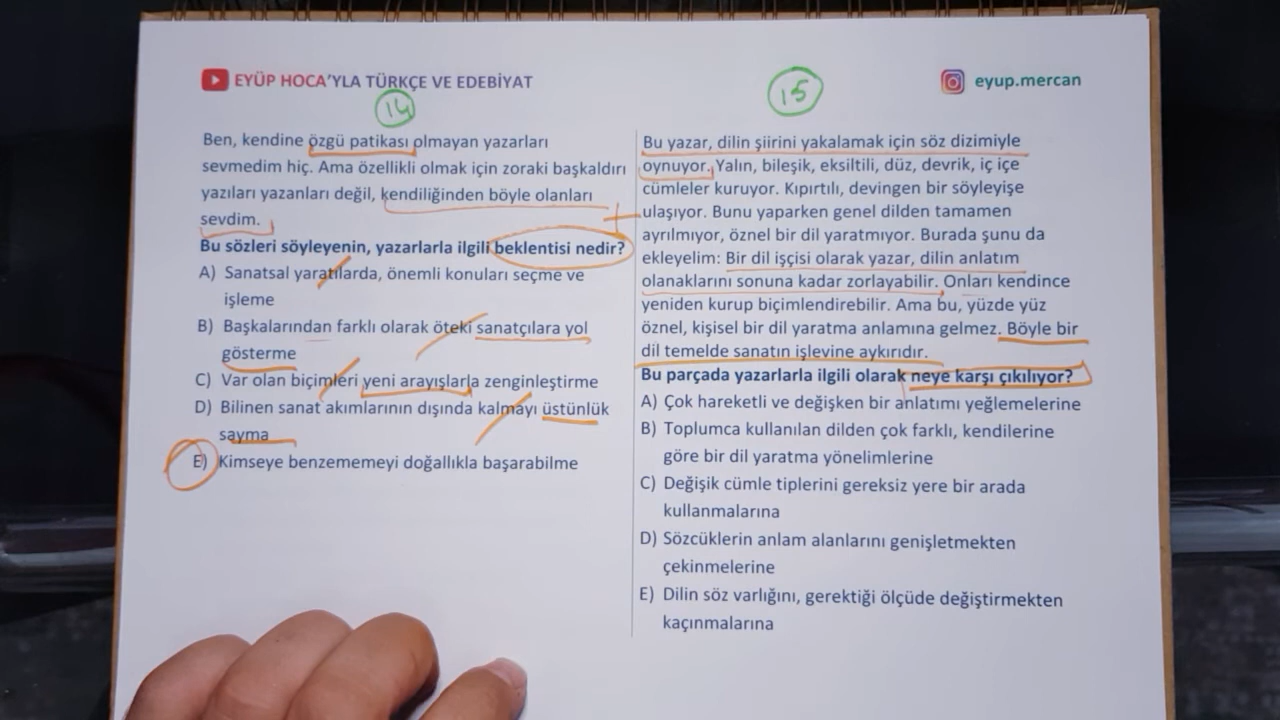 EYÜP HOCA'YLA TÜRKÇE VE EDEBİYAT
14
Ben, kendine özgü patikası olmayan yazarları
sevmedim hiç. Ama özellikli olmak için zoraki başkaldırı
yazıları yazanları değil, kendiliğinden böyle olanları
sevdim.
Bu sözleri söyleyenin, yazarlarla ilgili beklentisi nedir?
A) Sanatsal yaratılarda, önemli konuları seçme ve
işleme
B) Başkalarından farklı olarak öteki sanatçılara yol
gösterme
C) Var olan biçimleri yeni arayışlarla zenginleştirme
D) Bilinen sanat akımlarının dışında kalmayı üstünlük
sayma
E) Kimseye benzememeyi doğallıkla başarabilme
15
eyup.mercan
Bu yazar, dilin şiirini yakalamak için söz dizimiyle
oynuyor. Yalın, bileşik, eksiltili, düz, devrik, iç içe
cümleler kuruyor. Kıpırtılı, devingen bir söyleyişe
ulaşıyor. Bunu yaparken genel dilden tamamen
ayrılmıyor, öznel bir dil yaratmıyor. Burada şunu da
ekleyelim: Bir dil işçisi olarak yazar, dilin anlatım
olanaklarını sonuna kadar zorlayabilir. Onları kendince
yeniden kurup biçimlendirebilir. Ama bu, yüzde yüz
öznel, kişisel bir dil yaratma anlamına gelmez. Böyle bir
dil temelde sanatın işlevine aykırıdır.
Bu parçada yazarlarla ilgili olarak neye karşı çıkılıyor?
A) Çok hareketli ve değişken bir anlatımı yeğlemelerine
B) Toplumca kullanılan dilden çok farklı, kendilerine
göre bir dil yaratma yönelimlerine
C) Değişik cümle tiplerini gereksiz yere bir arada
kullanmalarına
D) Sözcüklerin anlam alanlarını genişletmekten
çekinmelerine
E) Dilin söz varlığını, gerektiği ölçüde değiştirmekten
kaçınmalarına